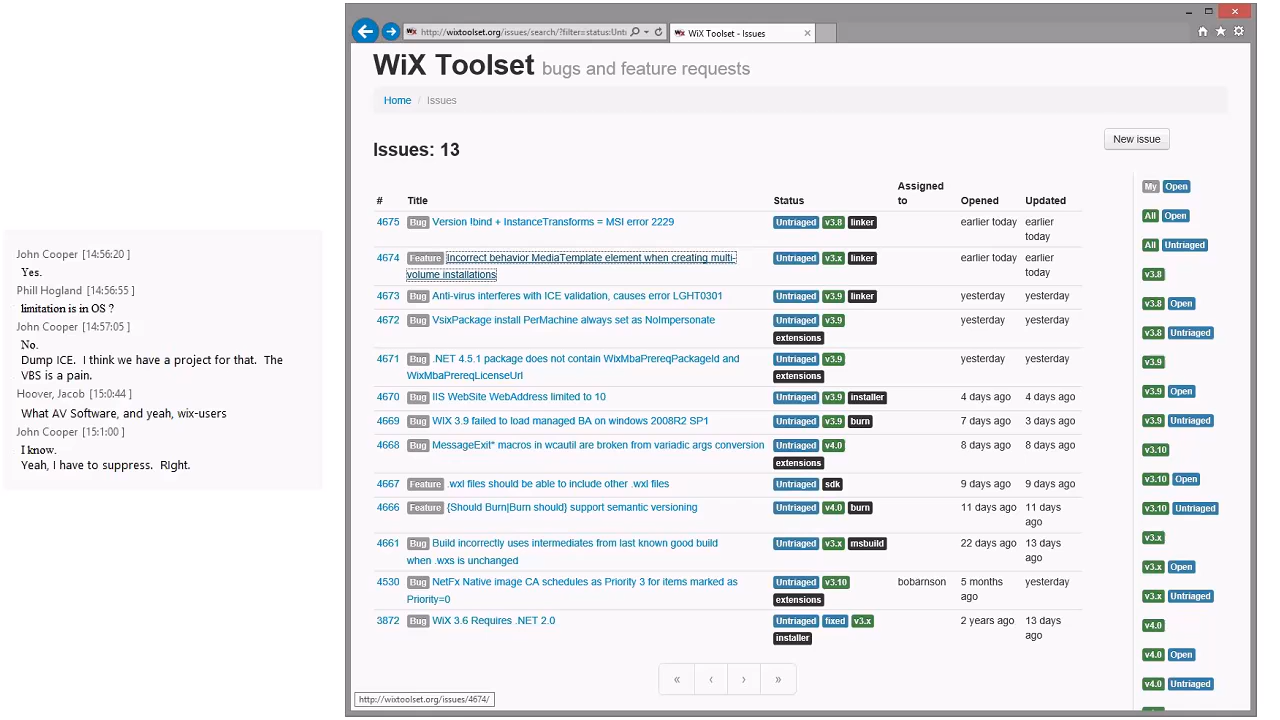 John Cooper [14:56:20 ]
Yes.
Phill Hogland [14:56:55 ]
limitation is in OS ?
John Cooper [14:57:05 ]
No.
Dump ICE.  I think we have a project for that.  The
VBS is a pain.
Hoover, Jacob [15:0:44 ]
What AV Software, and yeah, wix-users
John Cooper [15:1:00 ]
I know.
Yeah, I have to suppress.  RIght.
http://wixtoolset.org/issues/search/?filter=status:Unti
WiX Toolset - Issues
WiX Toolset bugs and feature requests
Home / Issues
Issues: 13
New issue
# Title Status Assigned to Opened Updated
4675 Bug Version !bind + InstanceTransforms = MSI error 2229 Untriaged v3.8 linker earlier today earlier
today
4674 Feature Incorrect behavior MediaTemplate element when creating multi- Untriaged v3.x linker earlier today earlier
volume installations today
4673 Bug Anti-virus interferes with ICE validation, causes error LGHT0301 Untriaged v3.9 linker yesterday yesterday
4672 Bug VsixPackage install PerMachine always set as NoImpersonate Untriaged v3.9 yesterday yesterday
extensions
4671 Bug .NET 4.5.1 package does not contain WixMbaPrereqPackageId and Untriaged v3.9 yesterday yesterday
WixMbaPrereqLicenseUrl extensions
4670 Bug IIS WebSite WebAddress limited to 10 Untriaged v3.9 installer 4 days ago 4 days ago
4669 Bug WIX 3.9 failed to load managed BA on windows 2008R2 SP1 Untriaged v3.9 burn 7 days ago 3 days ago
4668 Bug MessageExit* macros in wcautil are broken from variadic args conversion Untriaged v4.0 8 days ago 8 days ago
extensions
4667 Feature .wxl files should be able to include other .wxl files Untriaged sdk 9 days ago 9 days ago
4666 Feature {Should Burn|Burn should} support semantic versioning Untriaged v4.0 burn 11 days ago 11 days
ago
4661 Bug Build incorrectly uses intermediates from last known good build Untriaged v3.x msbuild 22 days ago 13 days
when .wxs is unchanged ago
4530 Bug NetFx Native image CA schedules as Priority 3 for items marked as Untriaged v3.10 bobarnson 5 months yesterday
Priority=0 extensions ago
3872 Bug WiX 3.6 Requires .NET 2.0 Untriaged fixed v3.x 2 years ago 13 days
installer ago
« ‹ › »
My Open
All Open
All Untriaged
v3.8
v3.8 Open
v3.8 Untriaged
v3.9
v3.9 Open
v3.9 Untriaged
v3.10
v3.10 Open
v3.10 Untriaged
v3.x
v3.x Open
v3.x Untriaged
v4.0
v4.0 Open
v4.0 Untriaged
http://wixtoolset.org/issues/4674/